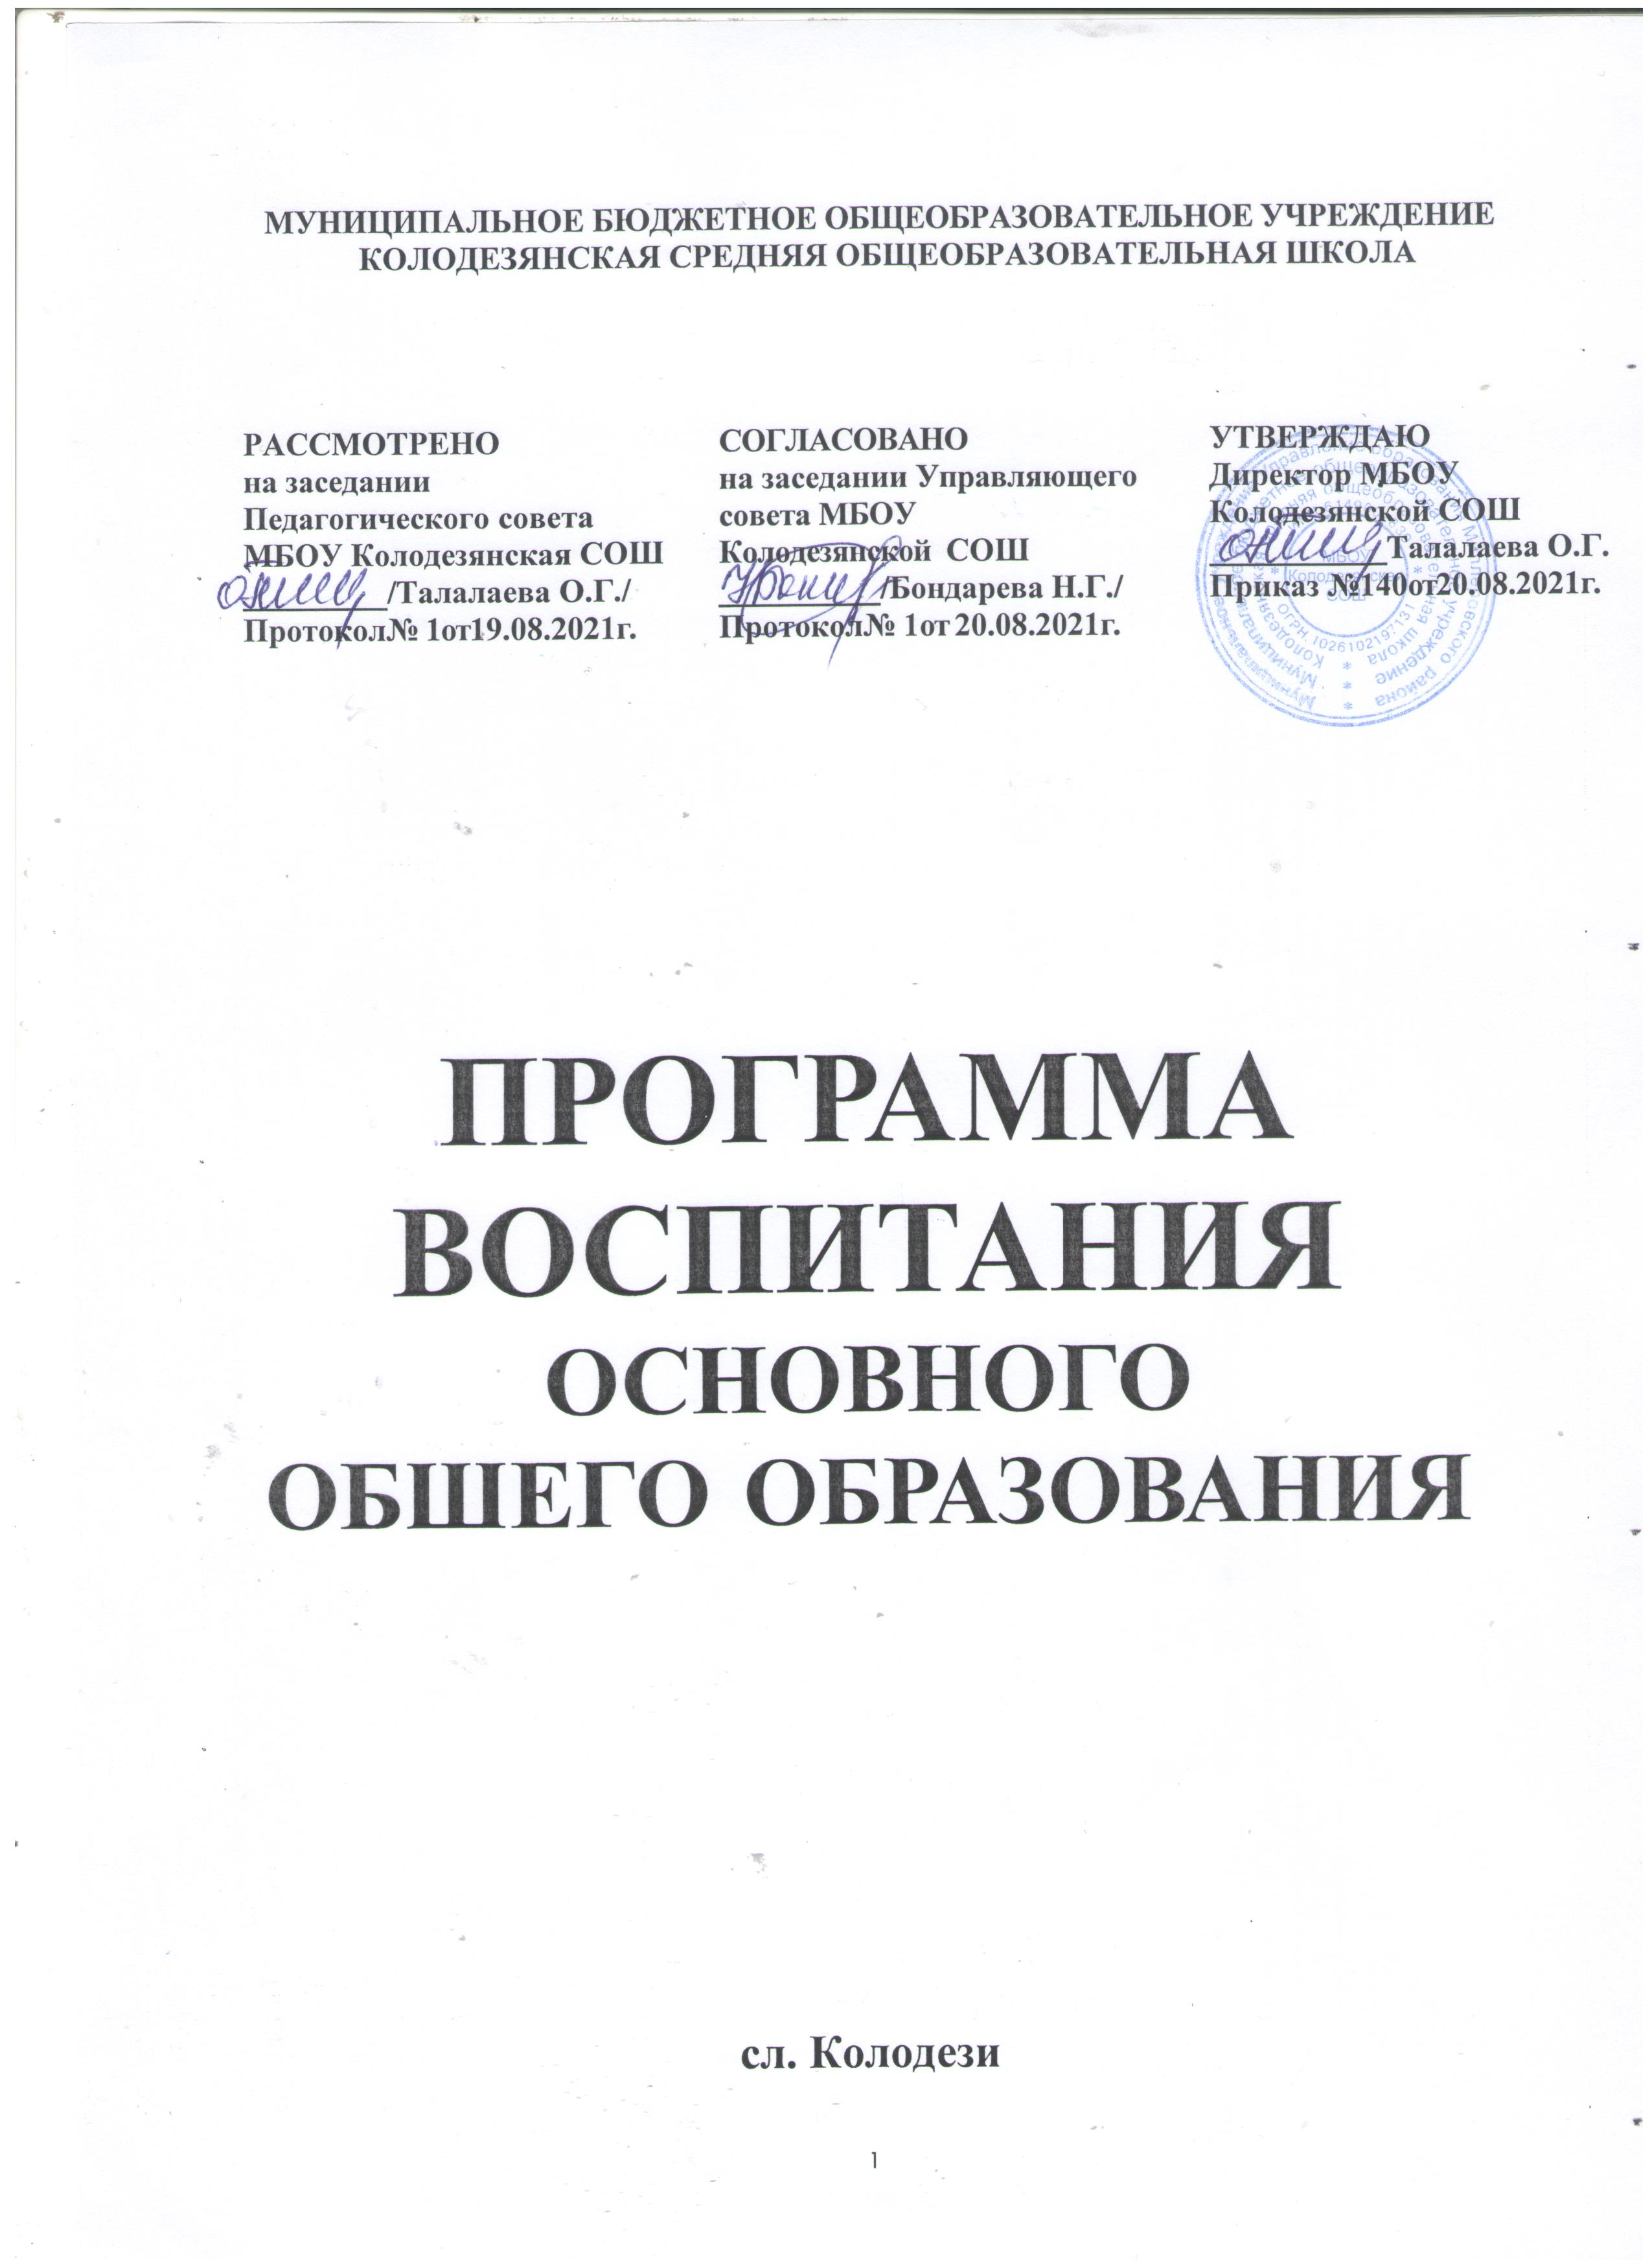 МУНИЦИПАЛЬНОЕ БЮДЖЕТНОЕ ОБЩЕОБРАЗОВАТЕЛЬНОЕ УЧРЕЖДЕНИЕ
КОЛОДЕЗЯНСКАЯ СРЕДНЯЯ ОБЩЕОБРАЗОВАТЕЛЬНАЯ ШКОЛА
РАССМОТРЕНО
на заседании
Педагогического совета
МБОУ Колодезянская СОШ
/Талалаева О.Г./
Протокол№ 1от19.08.2021г.
СОГЛАСОВАНО
на заседании Управляющего
совета МБОУ
Колодезянской СОШ
/Бондарева Н.Г./
Протокол№ 1от 20.08.2021г.
УТВЕРЖДАЮ
Директор МБОУ
Колодезянской СОШ
Талалаева О.Г.
Приказ №140от20.08.2021г.
ОГРН 1026102197131
ПРОГРАММА
ВОСПИТАНИЯ
ОСНОВНОГО
ОБШЕГО ОБРАЗОВАНИЯ
сл. Колодези
1